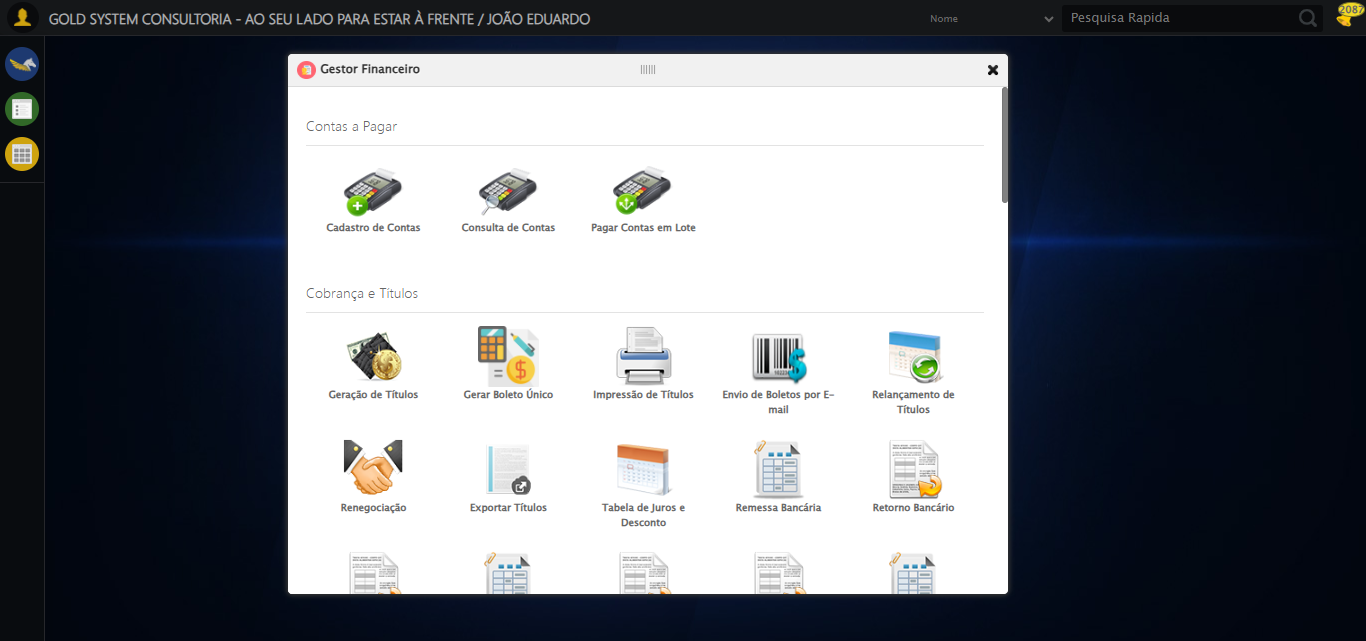 GOLD SYSTEM CONSULTORIA - AO SEU LADO PARA ESTAR À FRENTE / JOÃO EDUARDO
Nome
Pesquisa Rapida
2087
Gestor Financeiro
Contas a Pagar
Cadastro de Contas
Consulta de Contas
Pagar Contas em Lote
Cobrança e Títulos
Geração de Títulos
Gerar Boleto Único
Impressão de Títulos
Envio de Boletos por E-
mail
Relançamento de
Títulos
Renegociação
Exportar Títulos
Tabela de Juros e
Desconto
Remessa Bancária
Retorno Bancário